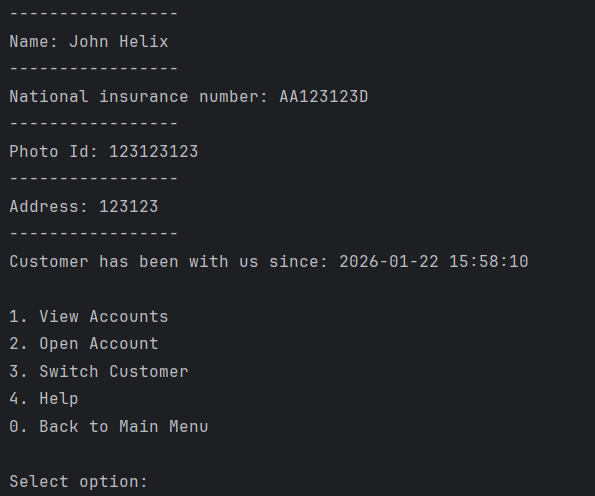 -----------------
Name: John Helix
-----------------
National insurance number: AA123123D
-----------------
Photo Id: 123123123
-----------------
Address: 123123
-----------------
Customer has been with us since: 2026-01-22 15:58:10
1. View Accounts
2. Open Account
3. Switch Customer
4. Help
0. Back to Main Menu
Select option: